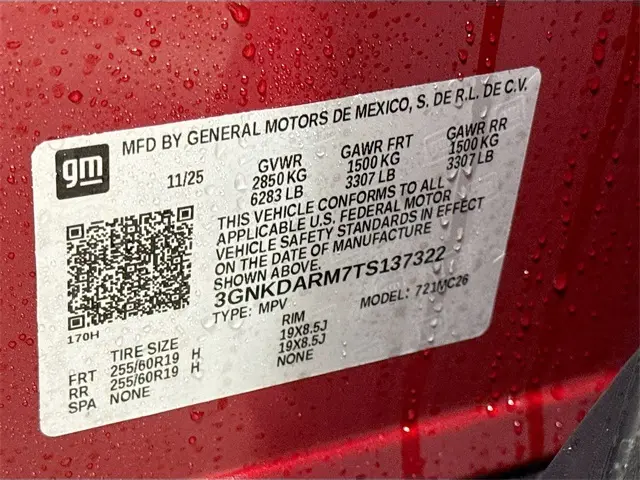 gm
MFD BY GENERAL MOTORS DE MEXICO, S. DE R.L. DE C.V.
11/25
GVWR GAWR FRT GAWR RR
2850 KG 1500 KG 1500 KG
6283 LB 3307 LB 3307 LB
THIS VEHICLE CONFORMS TO ALL
APPLICABLE U.S. FEDERAL MOTOR
VEHICLE SAFETY STANDARDS IN EFFECT
ON THE DATE OF MANUFACTURE
SHOWN ABOVE.
3GNKDARM7TS137322
TYPE: MPV MODEL: 721MC26
170H
TIRE SIZE RIM
FRT 255/60R19 H 19X8.5J
RR 255/60R19 H 19X8.5J
SPA NONE NONE